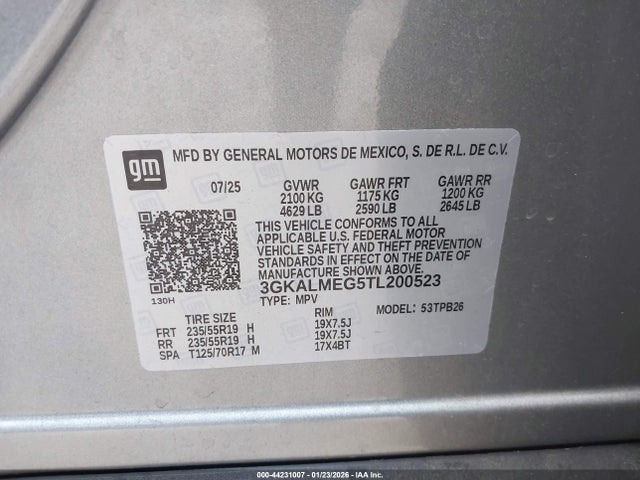 gm
MFD BY GENERAL MOTORS DE MEXICO, S. DE R.L. DE C.V.
07/25 GVWR GAWR FRT GAWR RR
2100 KG 1175 KG 1200 KG
4629 LB 2590 LB 2645 LB
THIS VEHICLE CONFORMS TO ALL
APPLICABLE U.S. FEDERAL MOTOR
VEHICLE SAFETY AND THEFT PREVENTION
STANDARDS IN EFFECT ON THE DATE OF
MANUFACTURE SHOWN ABOVE.
3GKALMEG5TL200523
130H
TYPE: MPV MODEL: 53TPB26
TIRE SIZE RIM
FRT 235/55R19 H 19X7.5J
RR 235/55R19 H 19X7.5J
SPA T125/70R17 M 17X4BT
000-44231007 | 01/23/2026 | IAA, Inc.